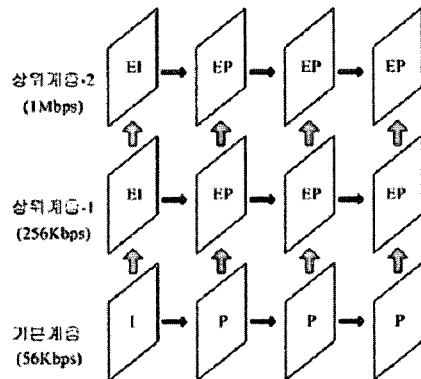 EI EP EP EP
상위계층-2
(1Mbps)
EI EP EP EP
상위계층-1
(256Kbps)
I P P P
기본계층
(56Kbps)